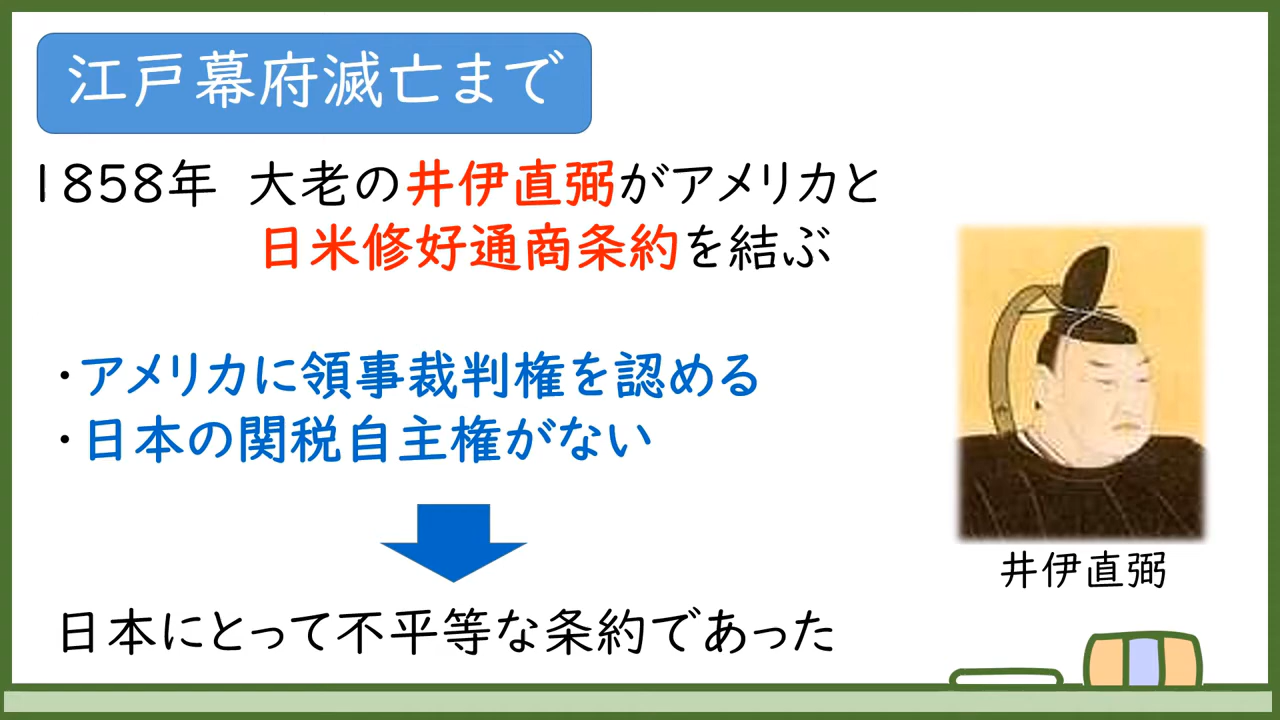 江戸幕府滅亡まで
1858年 大老の井伊直弼がアメリカと
日米修好通商条約を結ぶ
・アメリカに領事裁判権を認める
・日本の関税自主権がない
日本にとって不平等な条約であった
井伊直弼